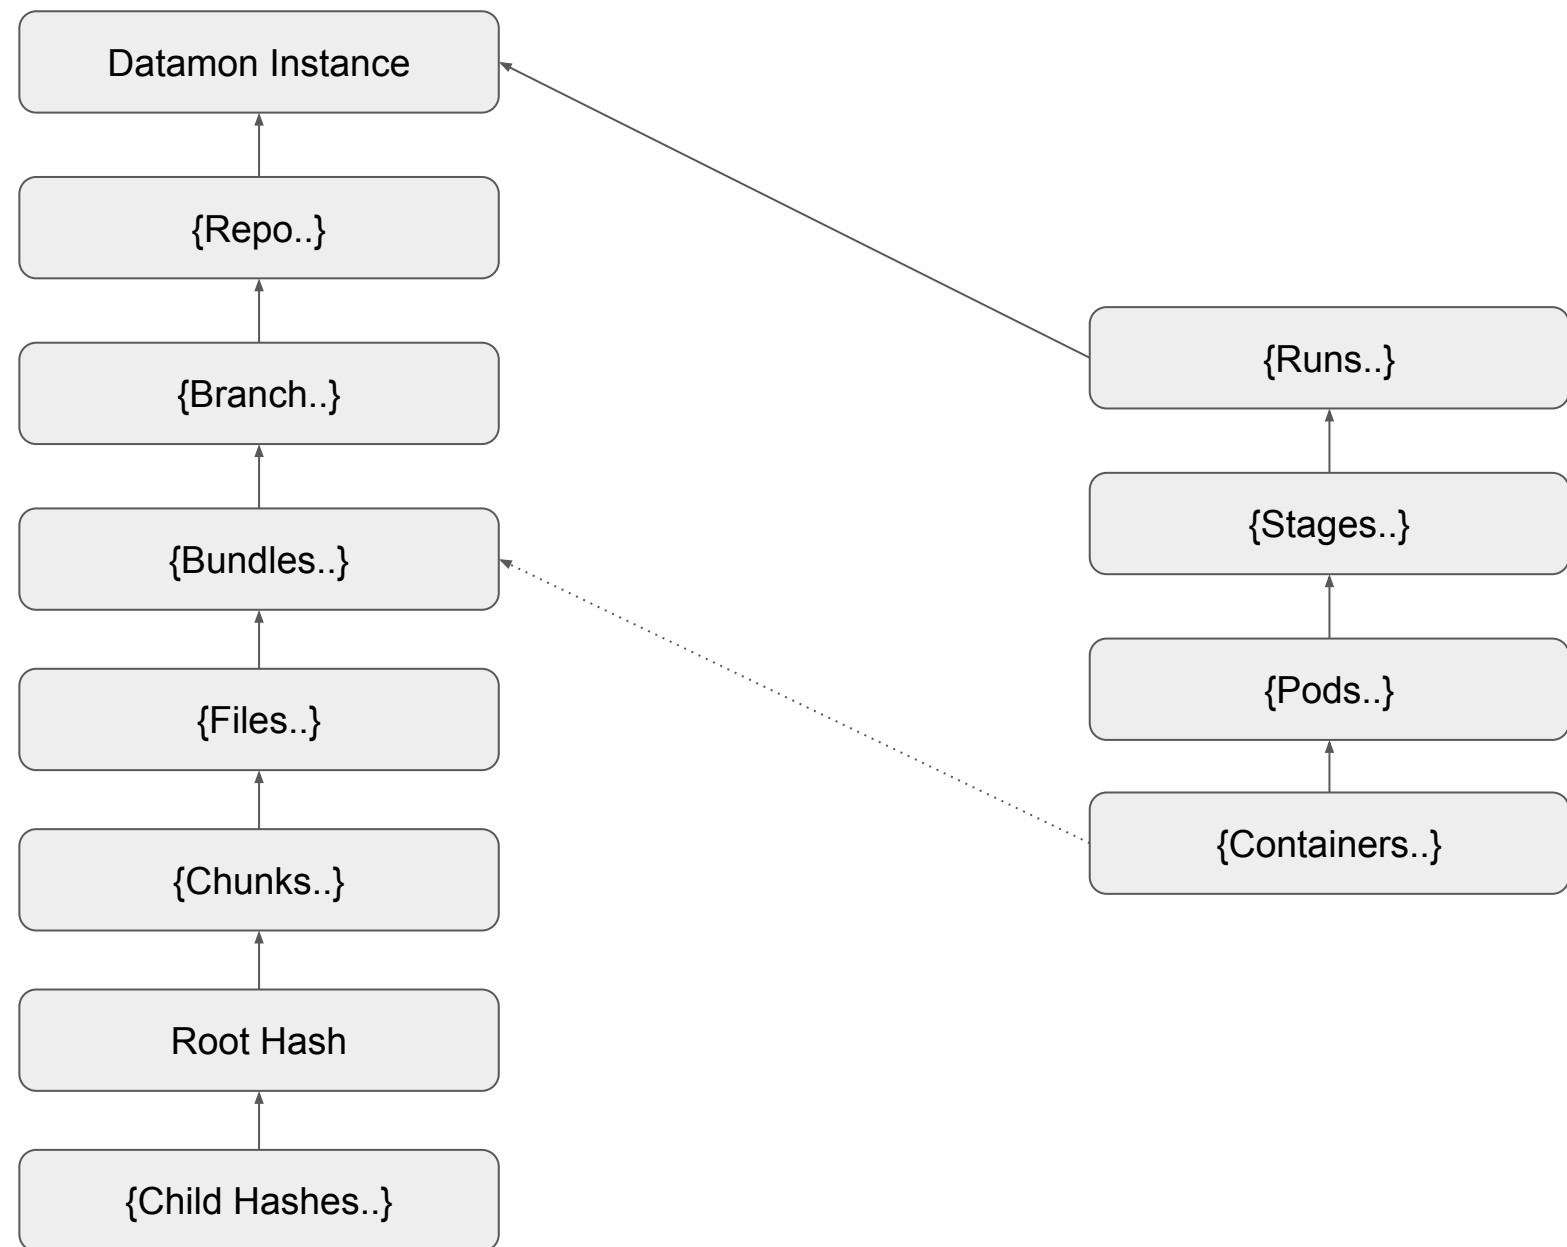 Datamon Instance
{Repo..}
{Branch..}
{Bundles..}
{Files..}
{Chunks..}
Root Hash
{Child Hashes..}
{Runs..}
{Stages..}
{Pods..}
{Containers..}